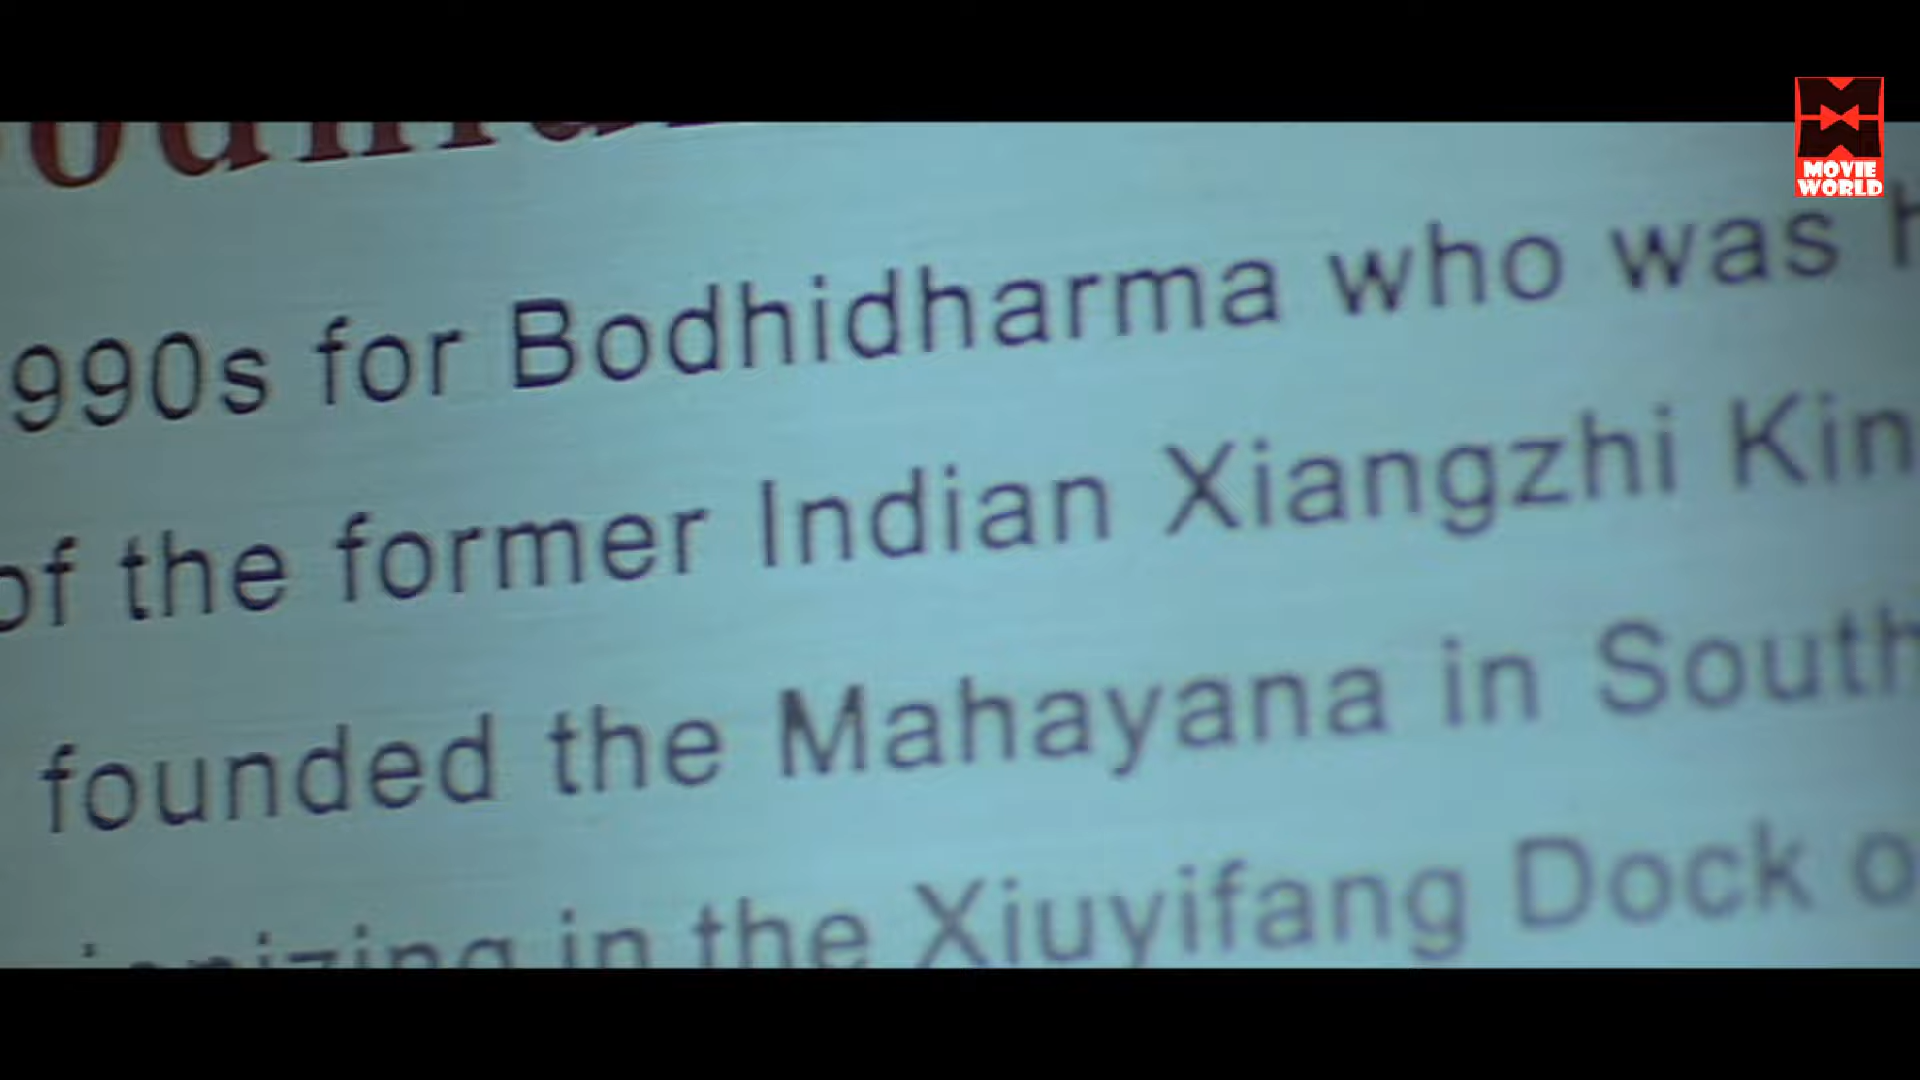 MOVIE
WORLD
990s for Bodhidharma who was
of the former Indian Xiangzhi Kin
founded the Mahayana in South
in the Xiuyifang Dock o